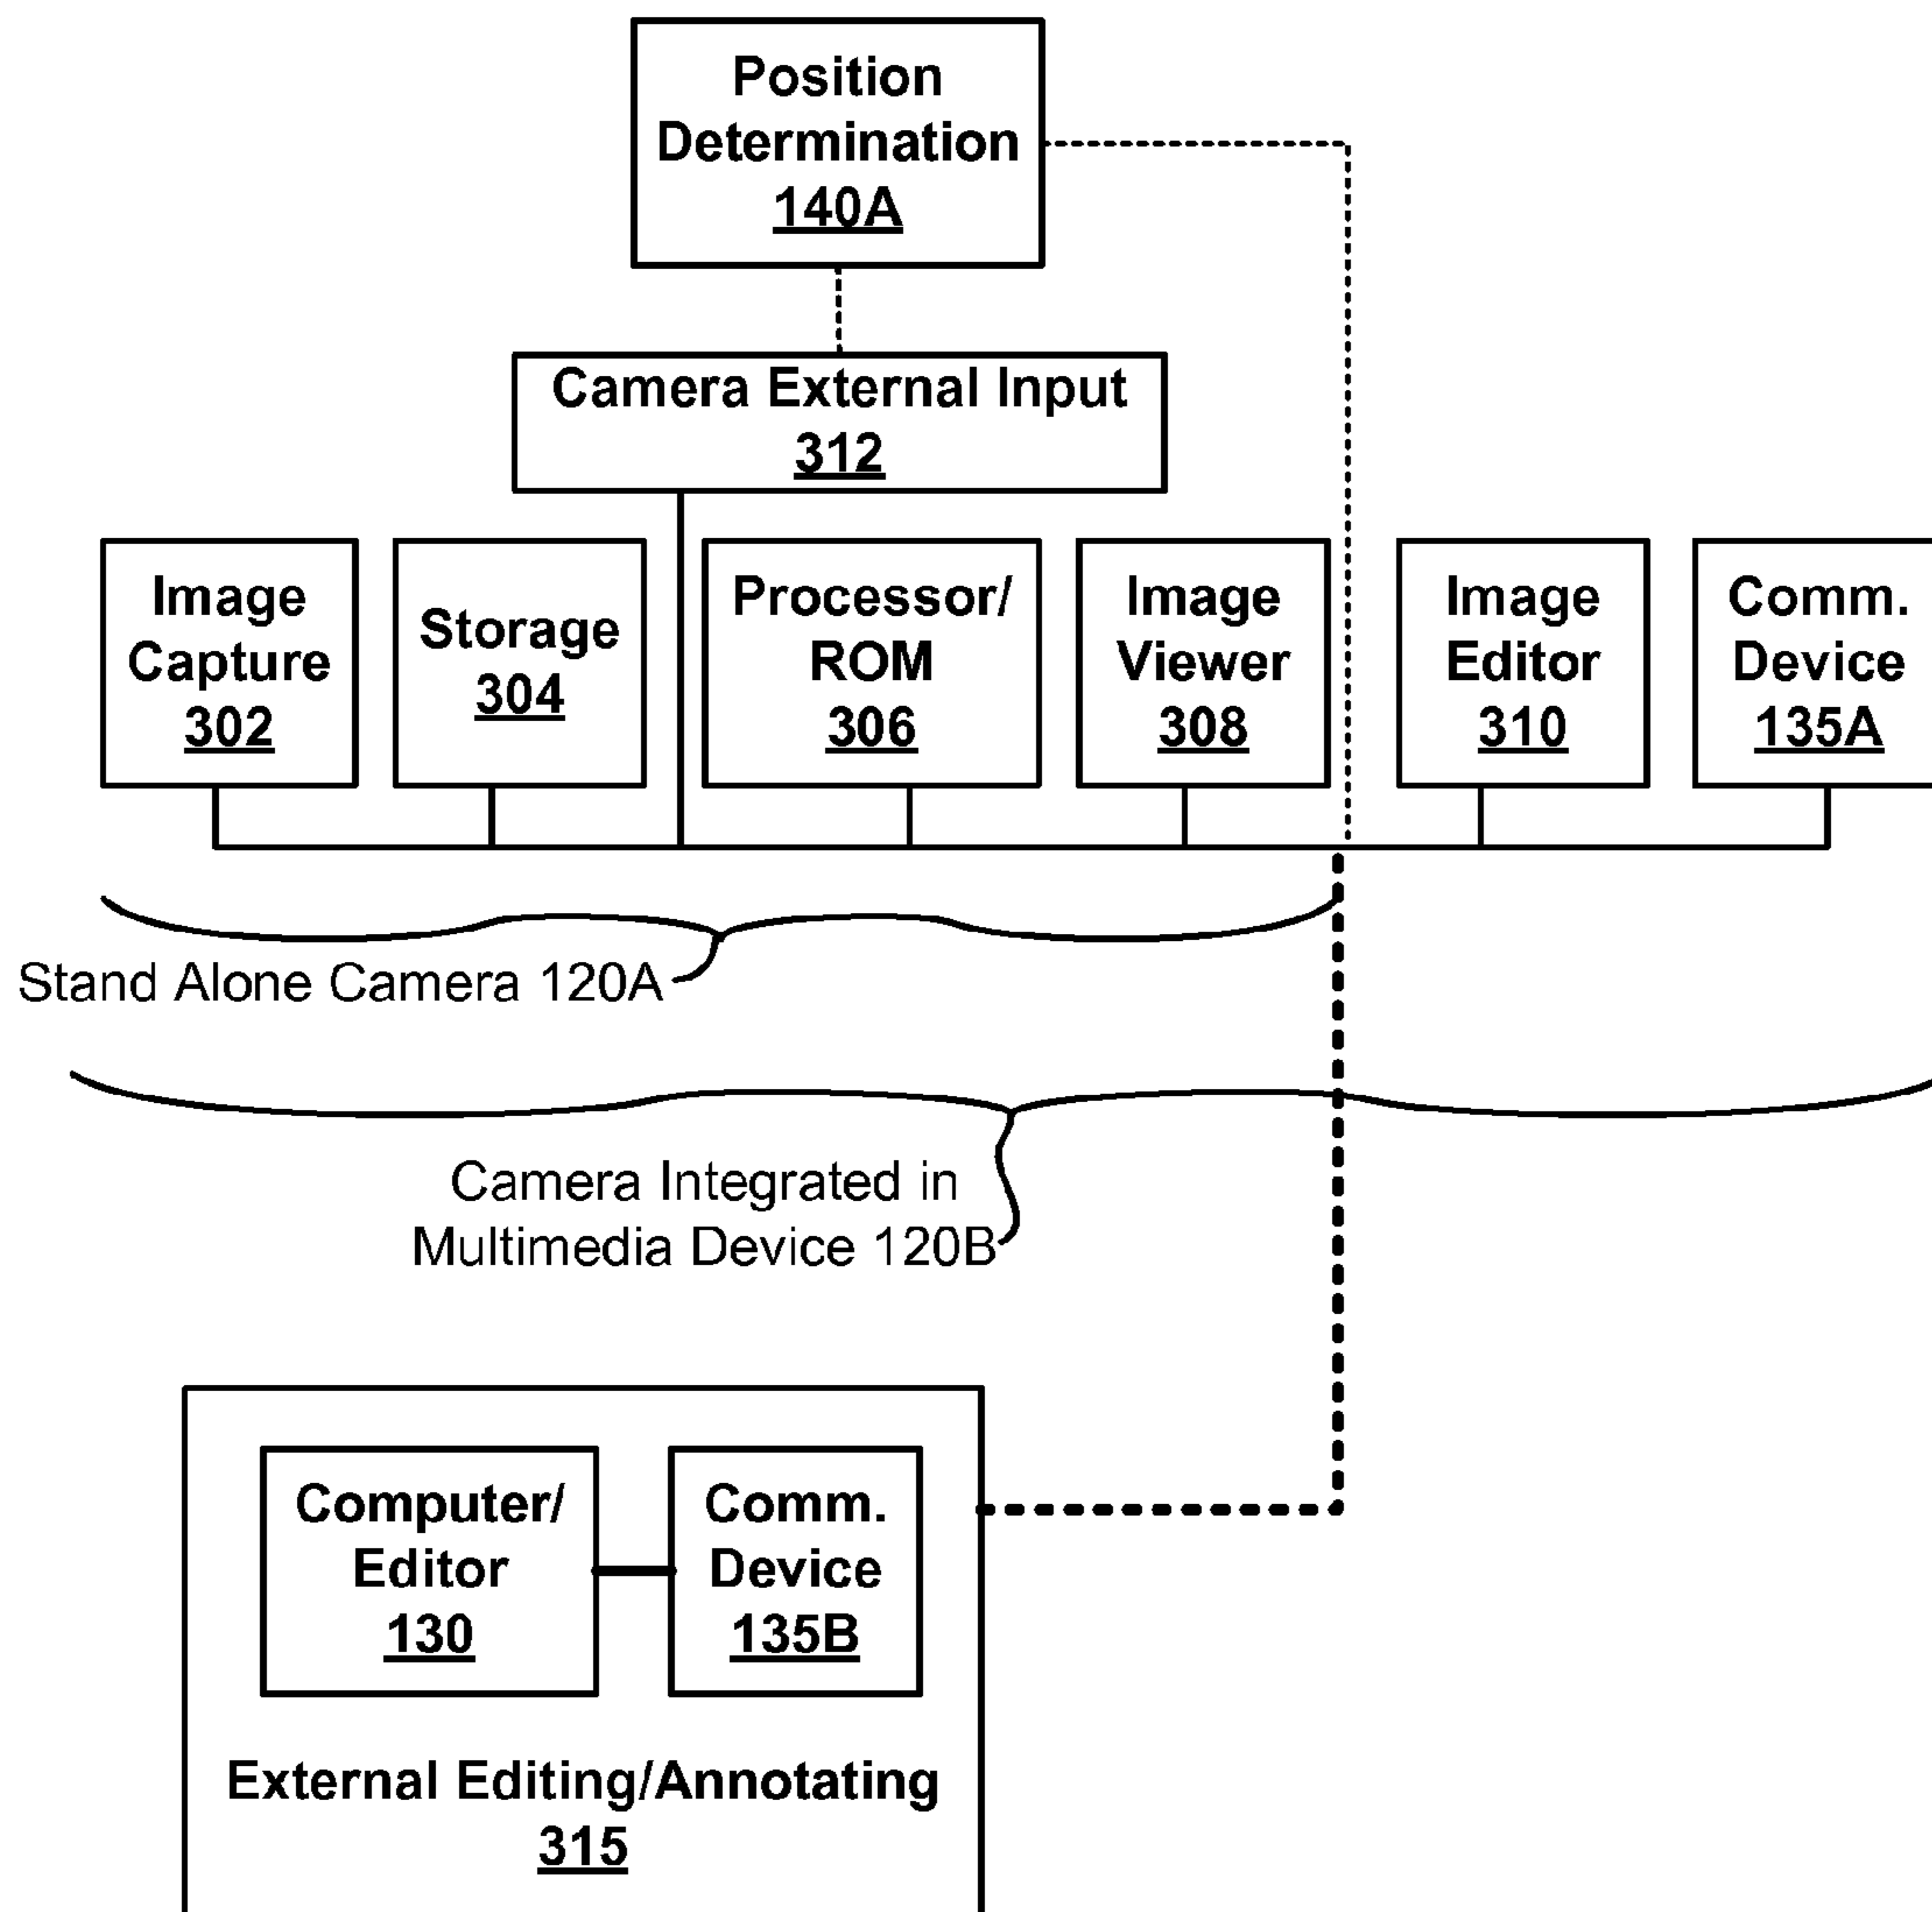 Position
Determination
140A
Camera External Input
312
Image
Capture
302
Storage
304
Processor/
ROM
306
Image
Viewer
308
Image
Editor
310
Comm.
Device
135A
Stand Alone Camera 120A
Camera Integrated in
Multimedia Device 120B
Computer/
Editor
130
Comm.
Device
135B
External Editing/Annotating
315